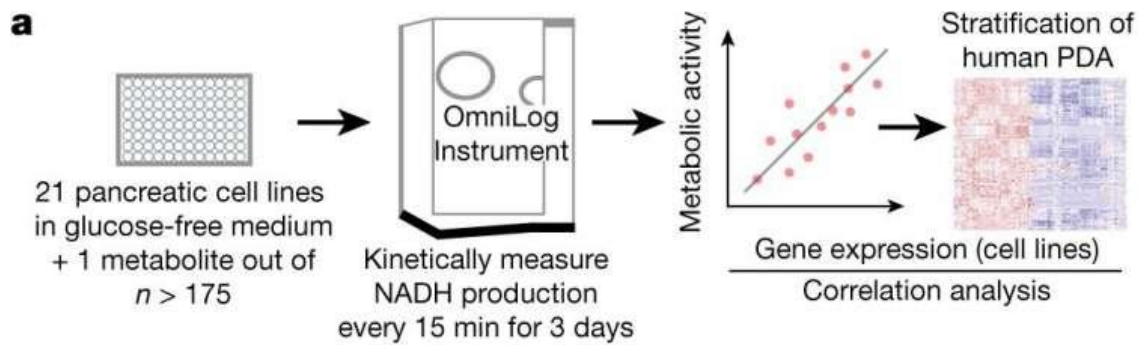 a
21 pancreatic cell lines
in glucose-free medium
+ 1 metabolite out of
n > 175
OmniLog
Instrument
Kinetically measure
NADH production
every 15 min for 3 days
Metabolic activity
Gene expression (cell lines)
Correlation analysis
Stratification of
human PDA